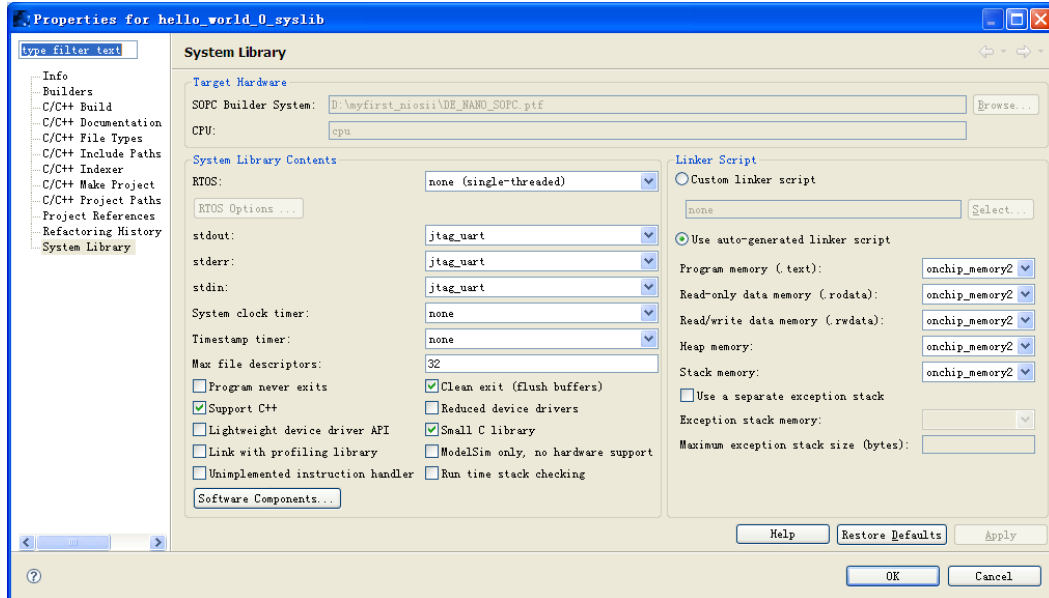 Properties for hello_world_0_syslib
type filter text
Info
Builders
C/C++ Build
C/C++ Documentation
C/C++ File Types
C/C++ Include Paths
C/C++ Indexer
C/C++ Make Project
C/C++ Project Paths
Project References
Refactoring History
System Library
System Library
Target Hardware
SOPC Builder System: D:\myfirst_niosii\DE_NANO_SOPC.ptf Browse...
CPU: cpu
System Library Contents
RTOS: none (single-threaded)
RTOS Options ...
stdout: jtag_uart
stderr: jtag_uart
stdin: jtag_uart
System clock timer: none
Timestamp timer: none
Max file descriptors: 32
Program never exits Clean exit (flush buffers)
Support C++ Reduced device drivers
Lightweight device driver API Small C library
Link with profiling library ModelSim only, no hardware support
Unimplemented instruction handler Run time stack checking
Software Components...
Linker Script
Custom linker script
none Select...
Use auto-generated linker script
Program memory (.text): onchip_memory2
Read-only data memory (.rodata): onchip_memory2
Read/write data memory (.rwdata): onchip_memory2
Heap memory: onchip_memory2
Stack memory: onchip_memory2
Use a separate exception stack
Exception stack memory:
Maximum exception stack size (bytes):
Help Restore Defaults Apply
? OK Cancel